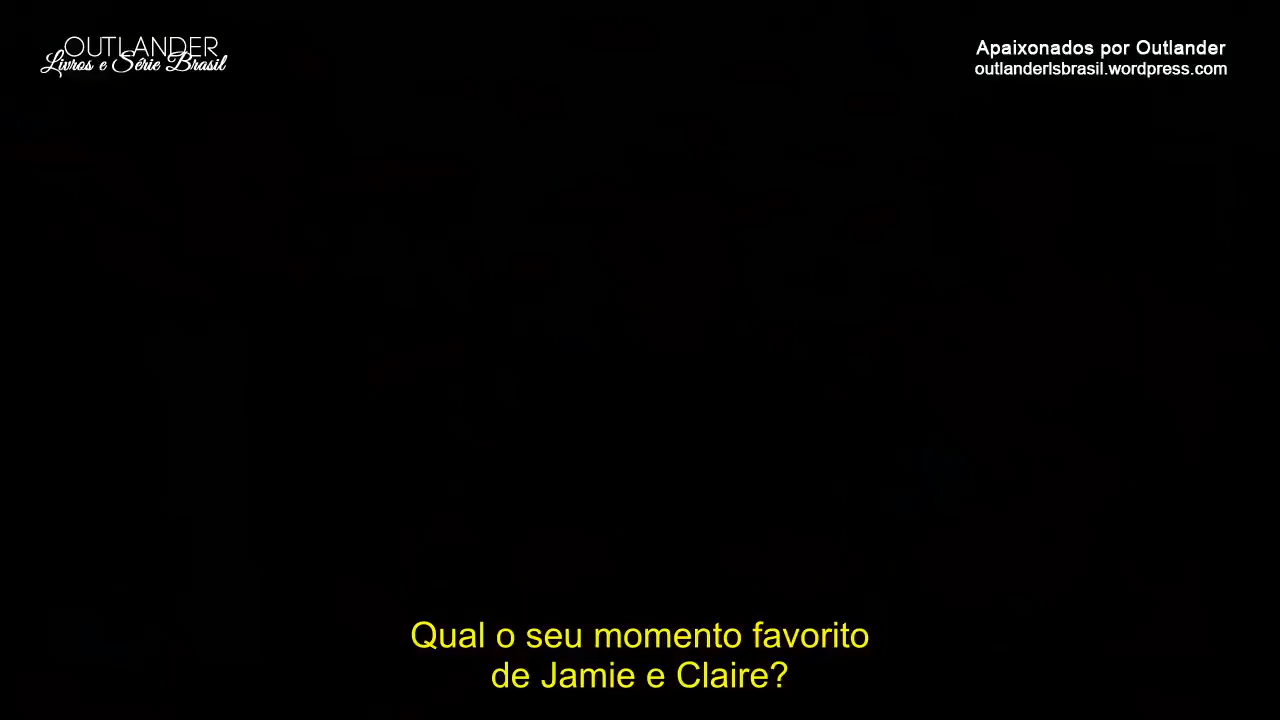 OUTLANDER
Livros e Série Brasil
Apaixonados por Outlander
outlanderlsbrasil.wordpress.com
Qual o seu momento favorito
de Jamie e Claire?